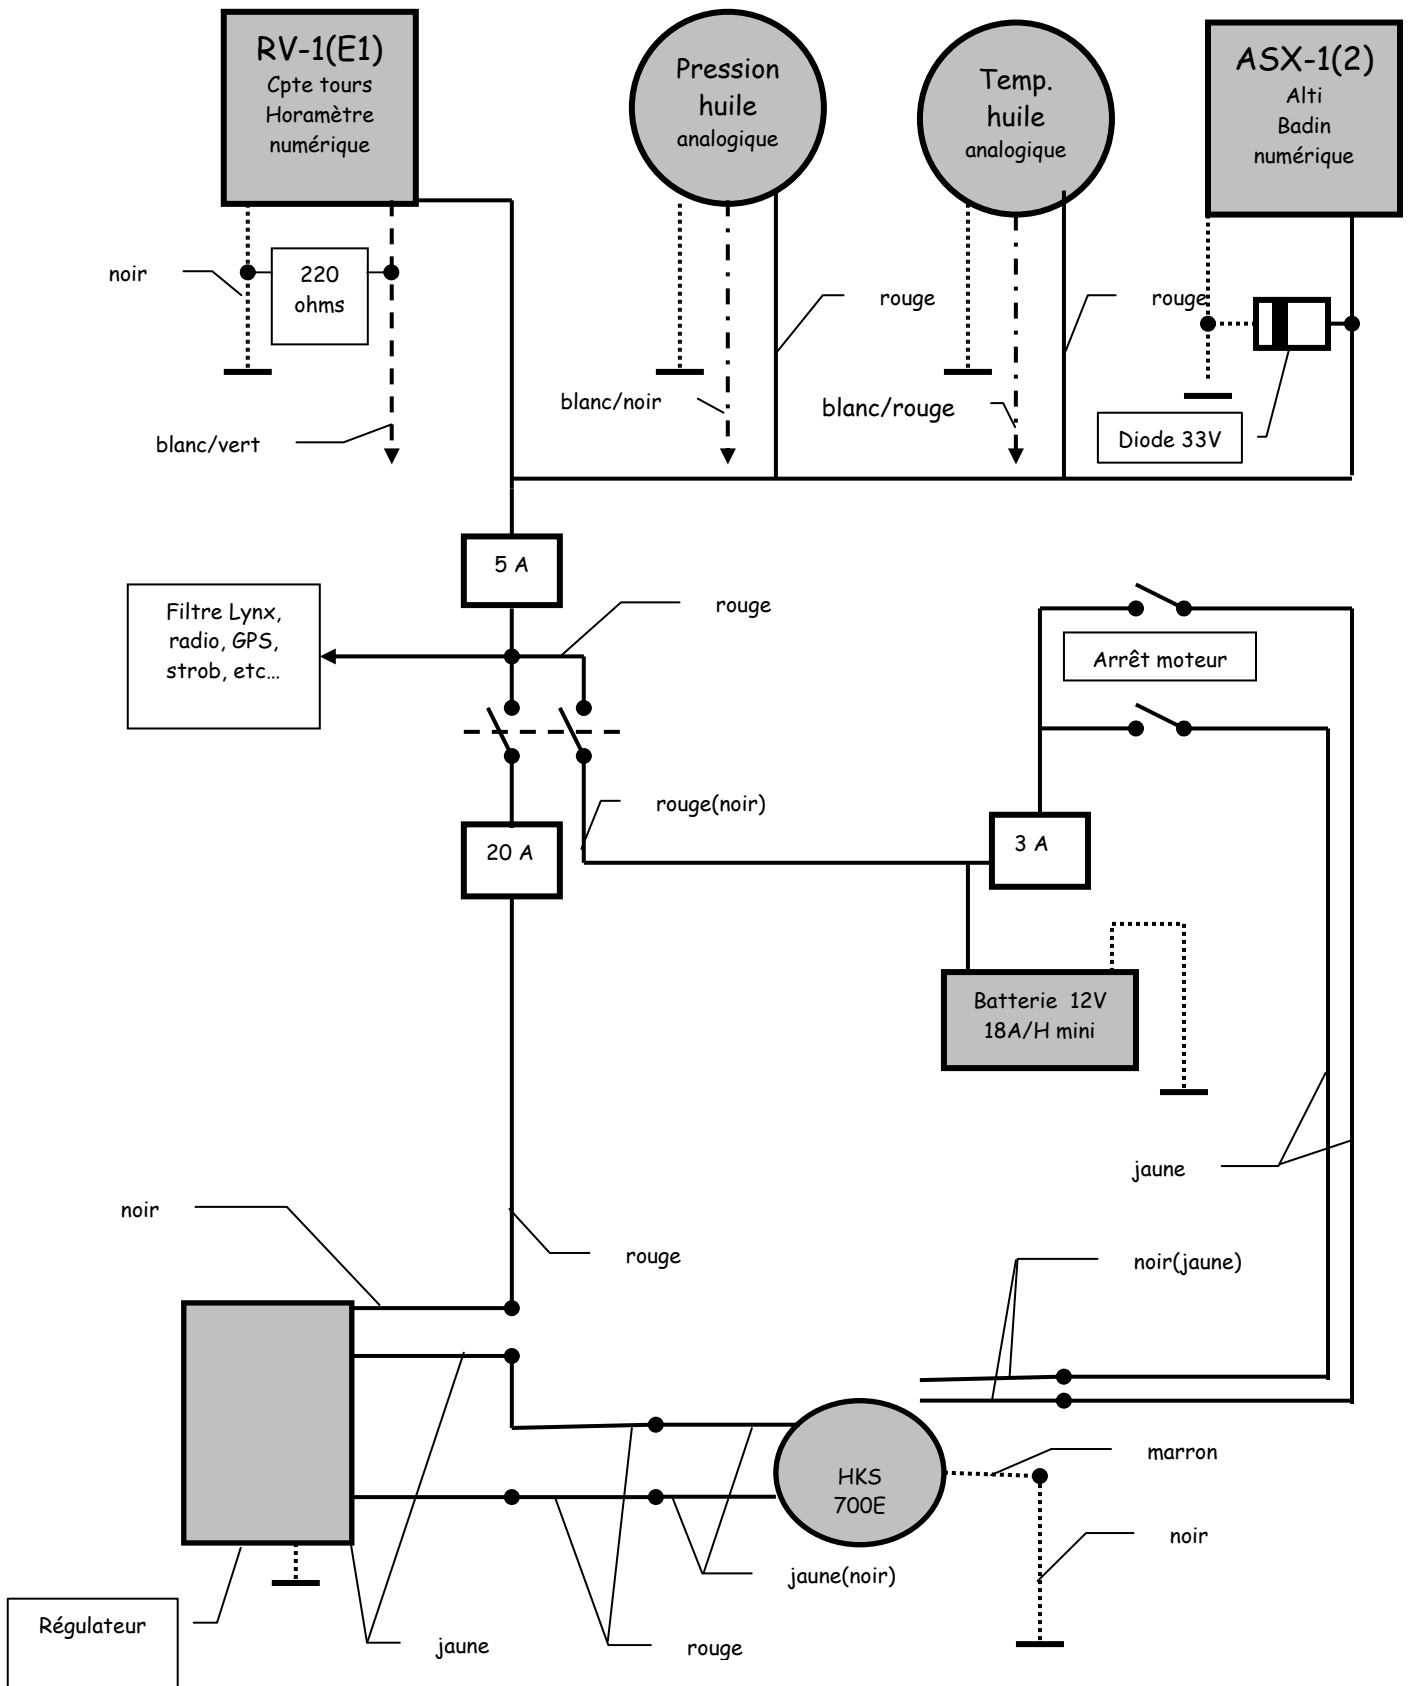 RV-1(E1)
Cpte tours
Horamètre
numérique
Pression
huile
analogique
Temp.
huile
analogique
ASX-1(2)
Alti
Badin
numérique
noir
220
ohms
rouge
rouge
blanc/noir
blanc/rouge
blanc/vert
Diode 33V
5 A
Filtre Lynx,
radio, GPS,
strob, etc…
rouge
Arrêt moteur
rouge(noir)
20 A
3 A
Batterie 12V
18A/H mini
jaune
noir
rouge
noir(jaune)
marron
HKS
700E
noir
jaune(noir)
Régulateur
jaune
rouge